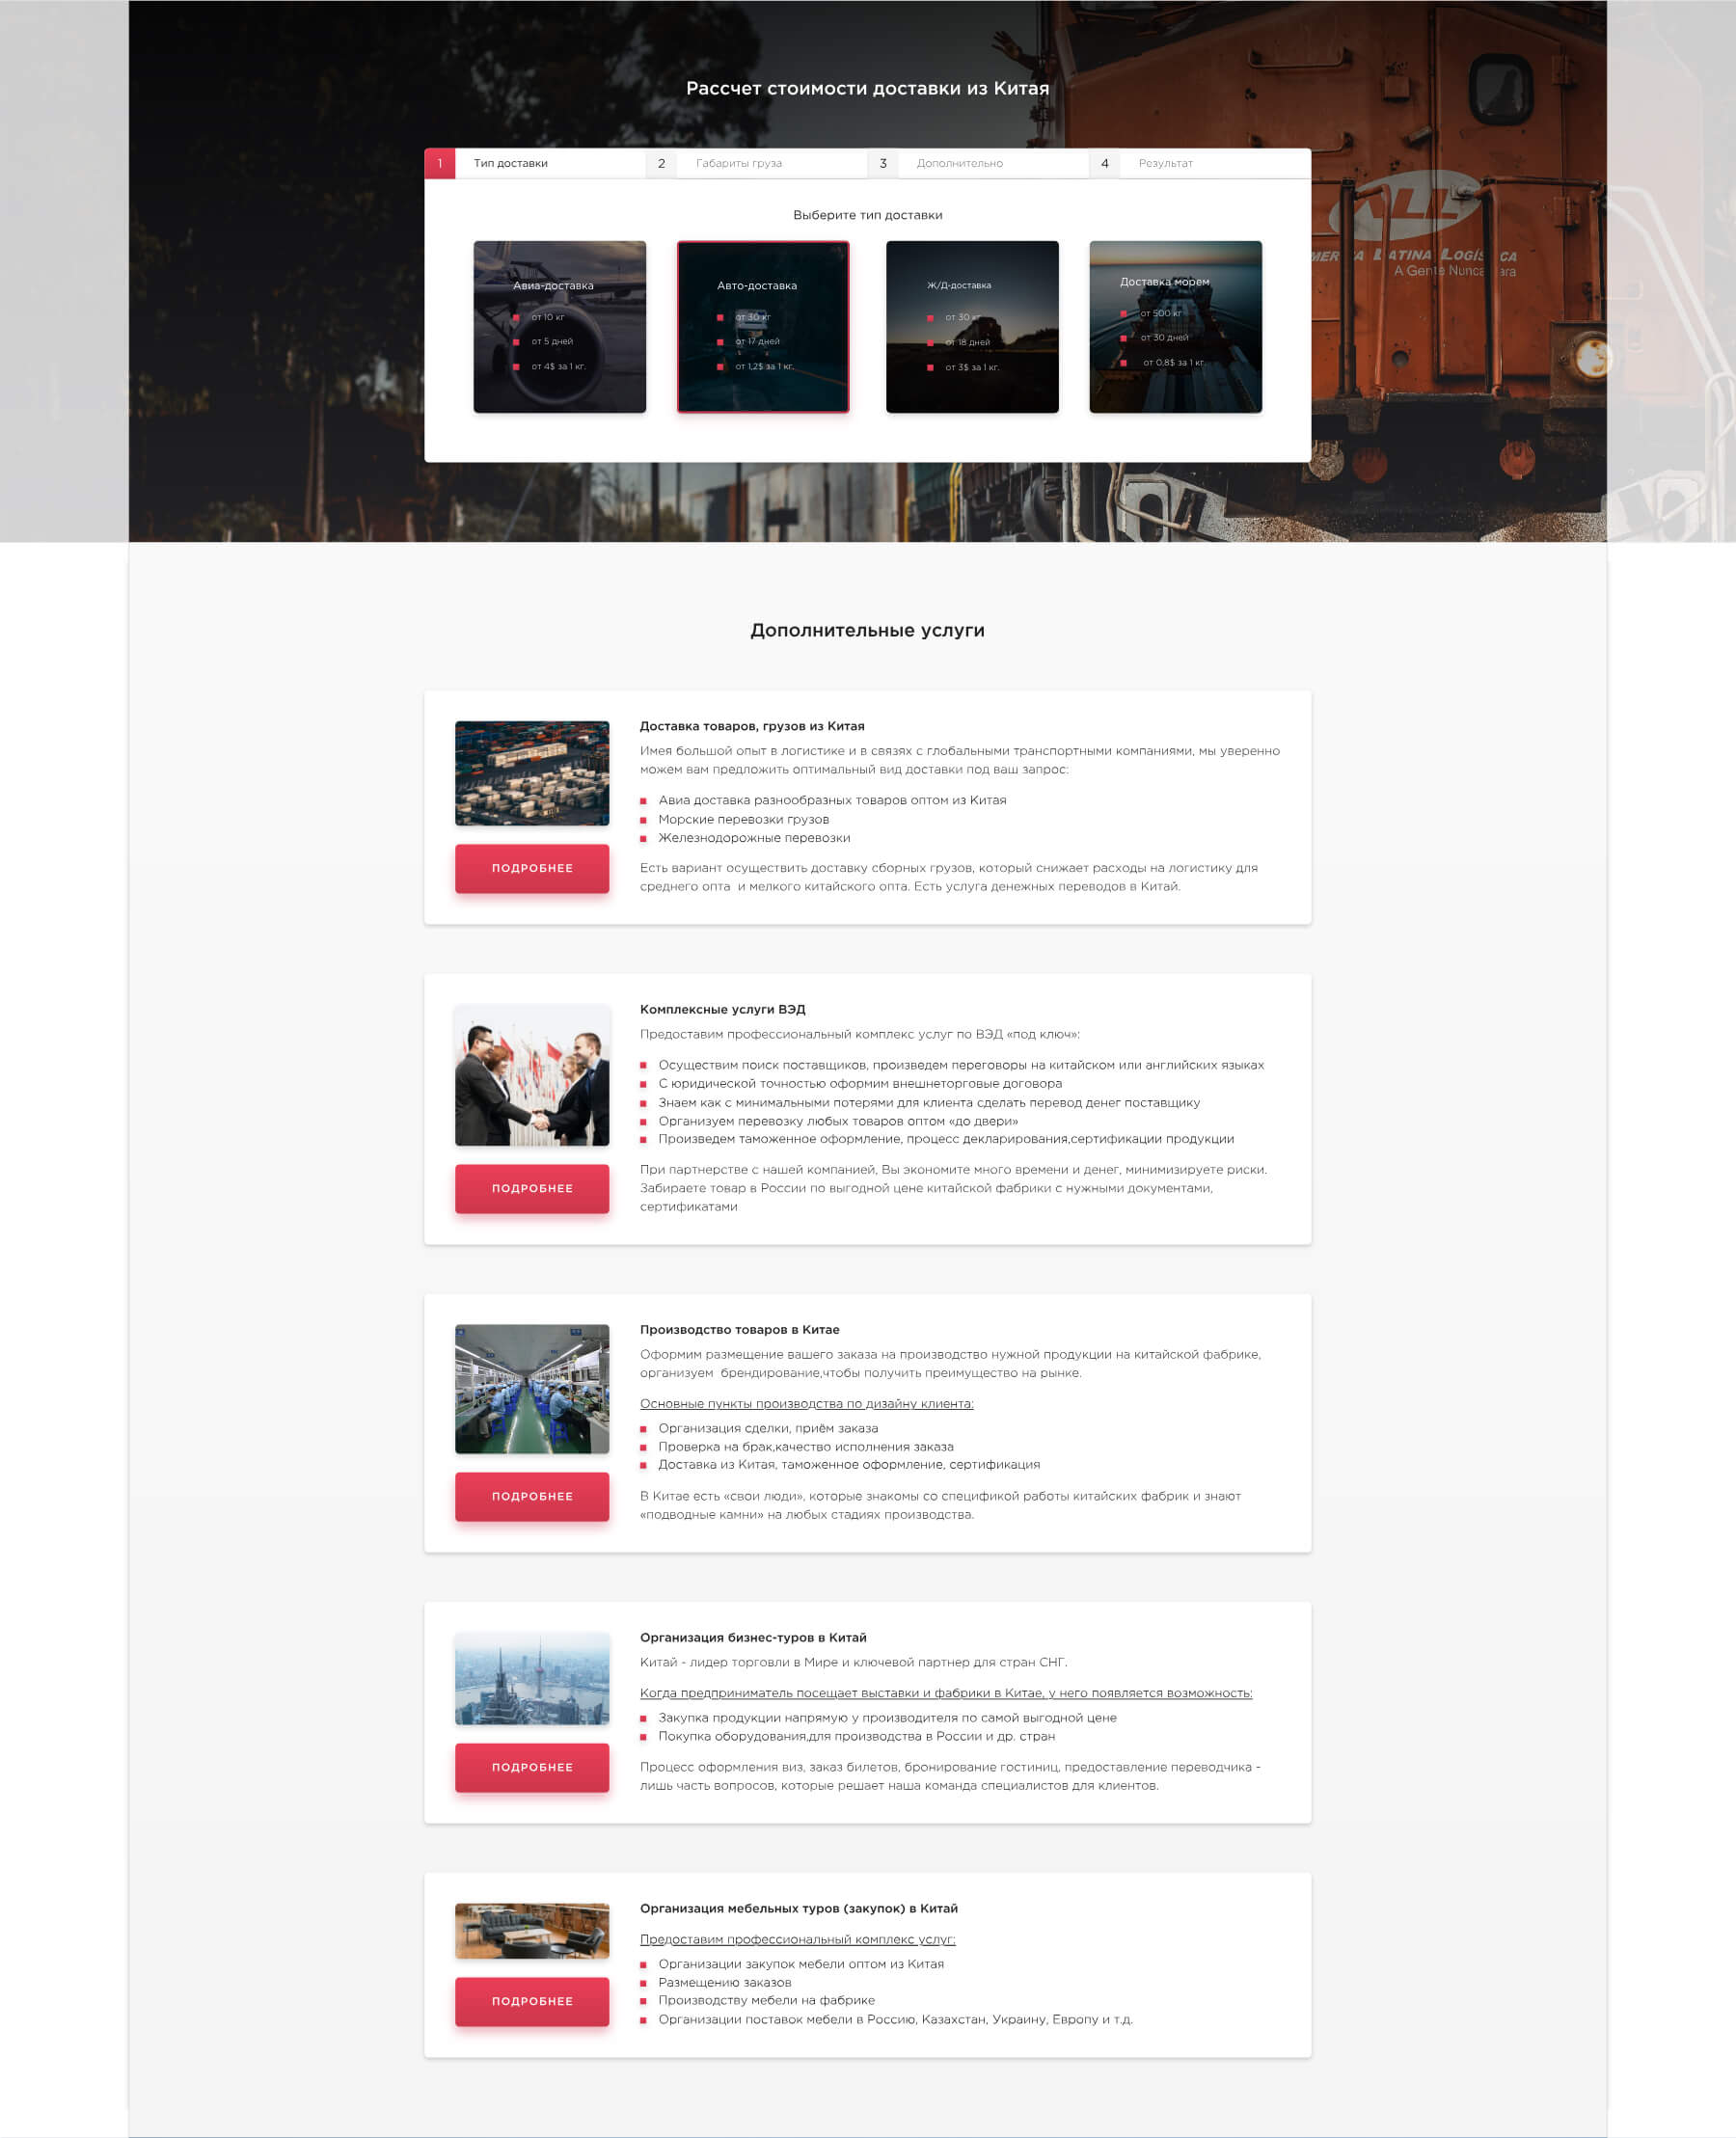 Рассчет стоимости доставки из Китая
1 Тип доставки 2 Габариты груза 3 Дополнительно 4 Результат
Выберите тип доставки
Авиа-доставка
от 10 кг
от 5 дней
от 4$ за 1 кг.
Авто-доставка
от 30 кг
от 17 дней
от 1,2$ за 1 кг.
Ж/Д-доставка
от 30 кг
от 18 дней
от 3$ за 1 кг.
Доставка морем
от 500 кг
от 30 дней
от 0,8$ за 1 кг.
ALL
LATINA LOGÍSTICA
A Gente Nunca
Дополнительные услуги
Доставка товаров, грузов из Китая
Имея большой опыт в логистике и в связях с глобальными транспортными компаниями, мы уверенно
можем вам предложить оптимальный вид доставки под ваш запрос:
Авиа доставка разнообразных товаров оптом из Китая
Морские перевозки грузов
Железнодорожные перевозки
Есть вариант осуществить доставку сборных грузов, который снижает расходы на логистику для
среднего опта и мелкого китайского опта. Есть услуга денежных переводов в Китай.
ПОДРОБНЕЕ
Комплексные услуги ВЭД
Предоставим профессиональный комплекс услуг по ВЭД «под ключ»:
Осуществим поиск поставщиков, произведем переговоры на китайском или английских языках
С юридической точностью оформим внешнеторговые договора
Знаем как с минимальными потерями для клиента сделать перевод денег поставщику
Организуем перевозку любых товаров оптом «до двери»
Произведем таможенное оформление, процесс декларирования,сертификации продукции
При партнерстве с нашей компанией, Вы экономите много времени и денег, минимизируете риски.
Забираете товар в России по выгодной цене китайской фабрики с нужными документами,
сертификатами
ПОДРОБНЕЕ
Производство товаров в Китае
Оформим размещение вашего заказа на производство нужной продукции на китайской фабрике,
организуем брендирование,чтобы получить преимущество на рынке.
Основные пункты производства по дизайну клиента:
Организация сделки, приём заказа
Проверка на брак,качество исполнения заказа
Доставка из Китая, таможенное оформление, сертификация
В Китае есть «свои люди», которые знакомы со спецификой работы китайских фабрик и знают
«подводные камни» на любых стадиях производства.
ПОДРОБНЕЕ
Организация бизнес-туров в Китай
Китай - лидер торговли в Мире и ключевой партнер для стран СНГ.
Когда предприниматель посещает выставки и фабрики в Китае, у него появляется возможность:
Закупка продукции напрямую у производителя по самой выгодной цене
Покупка оборудования,для производства в России и др. стран
Процесс оформления виз, заказ билетов, бронирование гостиниц, предоставление переводчика -
лишь часть вопросов, которые решает наша команда специалистов для клиентов.
ПОДРОБНЕЕ
Организация мебельных туров (закупок) в Китай
Предоставим профессиональный комплекс услуг:
Организации закупок мебели оптом из Китая
Размещению заказов
Производству мебели на фабрике
Организации поставок мебели в Россию, Казахстан, Украину, Европу и т.д.
ПОДРОБНЕЕ